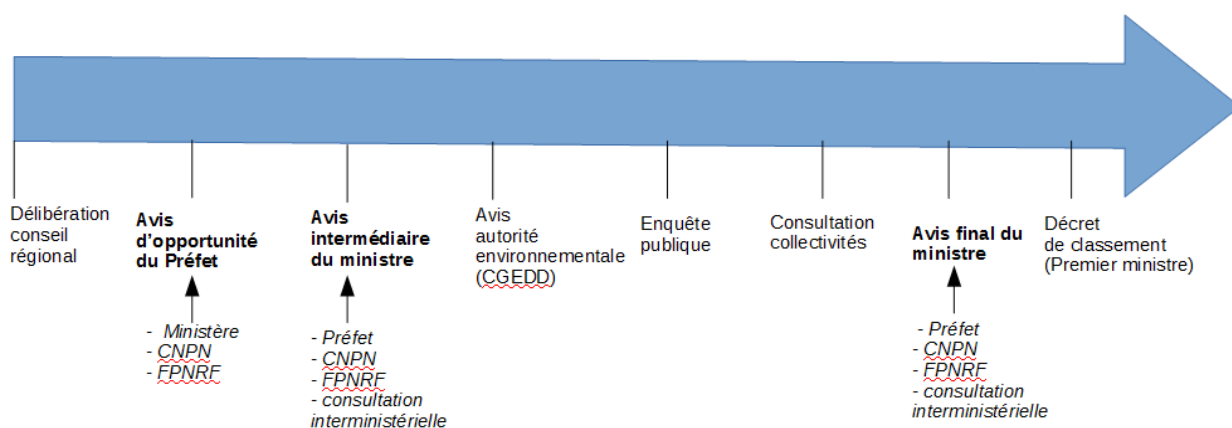 Délibération
conseil
régional
Avis
d'opportunité
du Préfet
- Ministère
- CNPN
- FPNRF
Avis
intermédiaire
du ministre
- Préfet
- CNPN
- FPNRF
- consultation
interministérielle
Avis
autorité
environnementale
(CGEDD)
Enquête
publique
Consultation
collectivités
Avis final du
ministre
- Préfet
- CNPN
- FPNRF
- consultation
interministérielle
Décret
de classement
(Premier ministre)